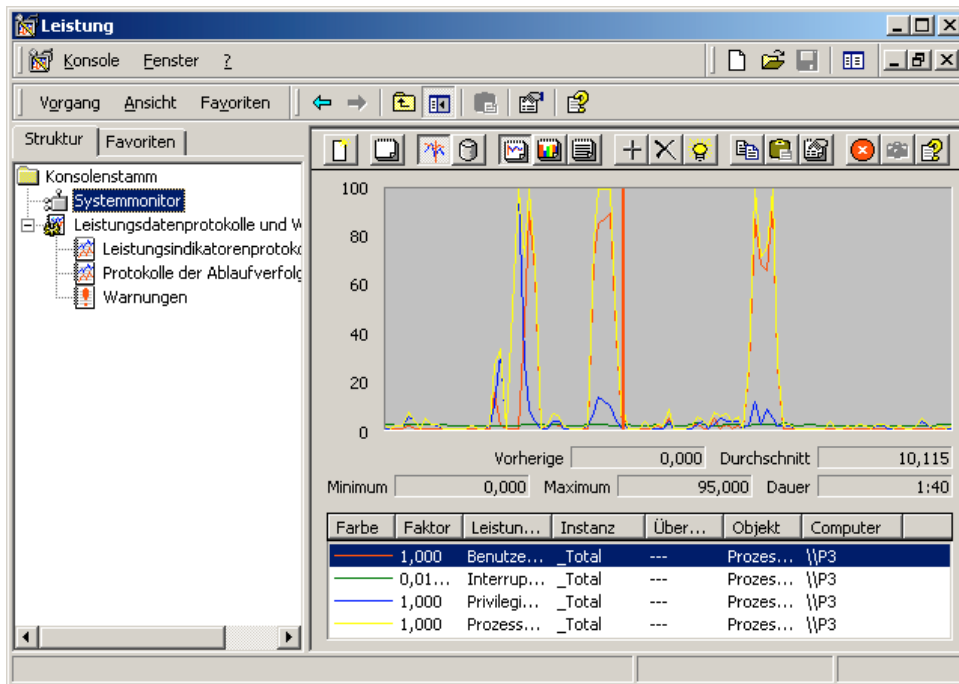 Leistung
Konsole Fenster ?
Vorgang Ansicht Favoriten
Struktur Favoriten
Konsolenstamm
Systemmonitor
Leistungsdatenprotokolle und W
Leistungsindikatorenprotoko
Protokolle der Ablaufverfolg
Warnungen
100
80
60
40
20
0
Vorherige 0,000 Durchschnitt 10,115
Minimum 0,000 Maximum 95,000 Dauer 1:40
Farbe Faktor Leistun... Instanz Über... Objekt Computer
1,000 Benutze... _Total --- Prozes... \\P3
0,01... Interrup... _Total --- Prozes... \\P3
1,000 Privilegi... _Total --- Prozes... \\P3
1,000 Prozess... _Total --- Prozes... \\P3